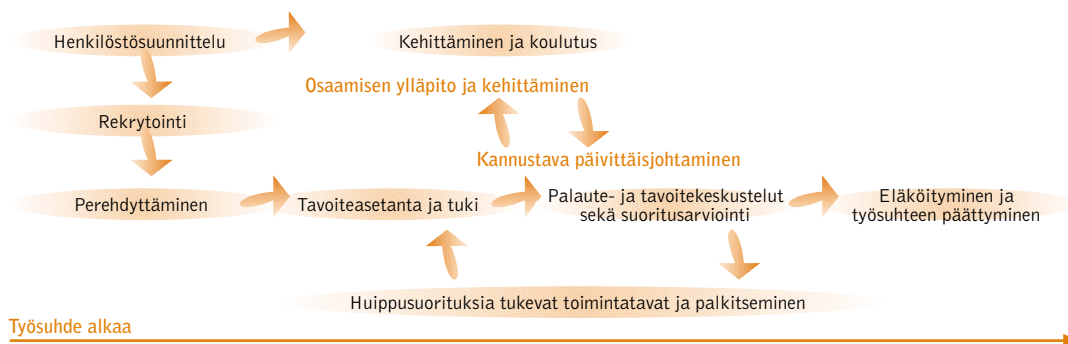 Henkilöstösuunnittelu
Kehittäminen ja koulutus
Osaamisen ylläpito ja kehittäminen
Rekrytointi
Kannustava päivittäisjohtaminen
Perehdyttäminen
Tavoiteasetanta ja tuki
Palaute- ja tavoitekeskustelut
sekä suoritusarviointi
Eläköityminen ja
työsuhteen päättyminen
Huippusuorituksia tukevat toimintatavat ja palkitseminen
Työsuhde alkaa